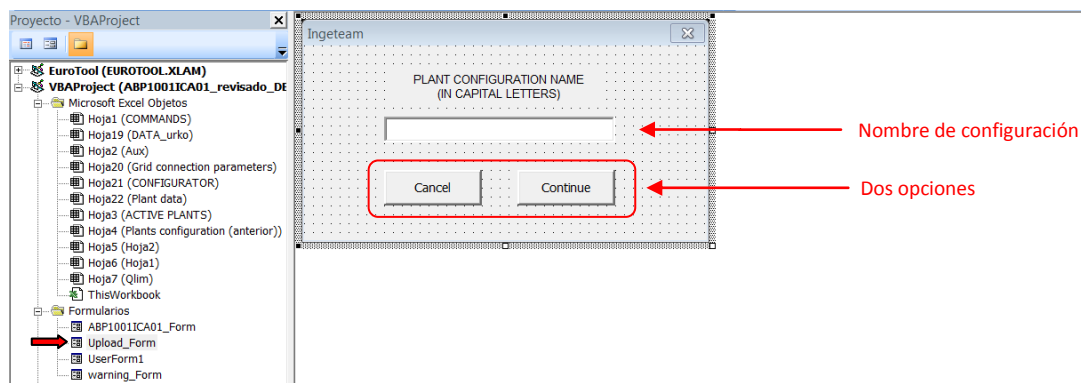 Proyecto - VBAProject
EuroTool (EUROTOOL.XLAM)
VBAProject (ABP1001ICA01_revisado_DE
Microsoft Excel Objetos
Hoja1 (COMMANDS)
Hoja19 (DATA_urko)
Hoja2 (Aux)
Hoja20 (Grid connection parameters)
Hoja21 (CONFIGURATOR)
Hoja22 (Plant data)
Hoja3 (ACTIVE PLANTS)
Hoja4 (Plants configuration (anterior))
Hoja5 (Hoja2)
Hoja6 (Hoja1)
Hoja7 (Qlim)
ThisWorkbook
Formularios
ABP1001ICA01_Form
Upload_Form
UserForm1
warning_Form
Ingeteam
PLANT CONFIGURATION NAME
(IN CAPITAL LETTERS)
Cancel
Continue
Nombre de configuración
Dos opciones